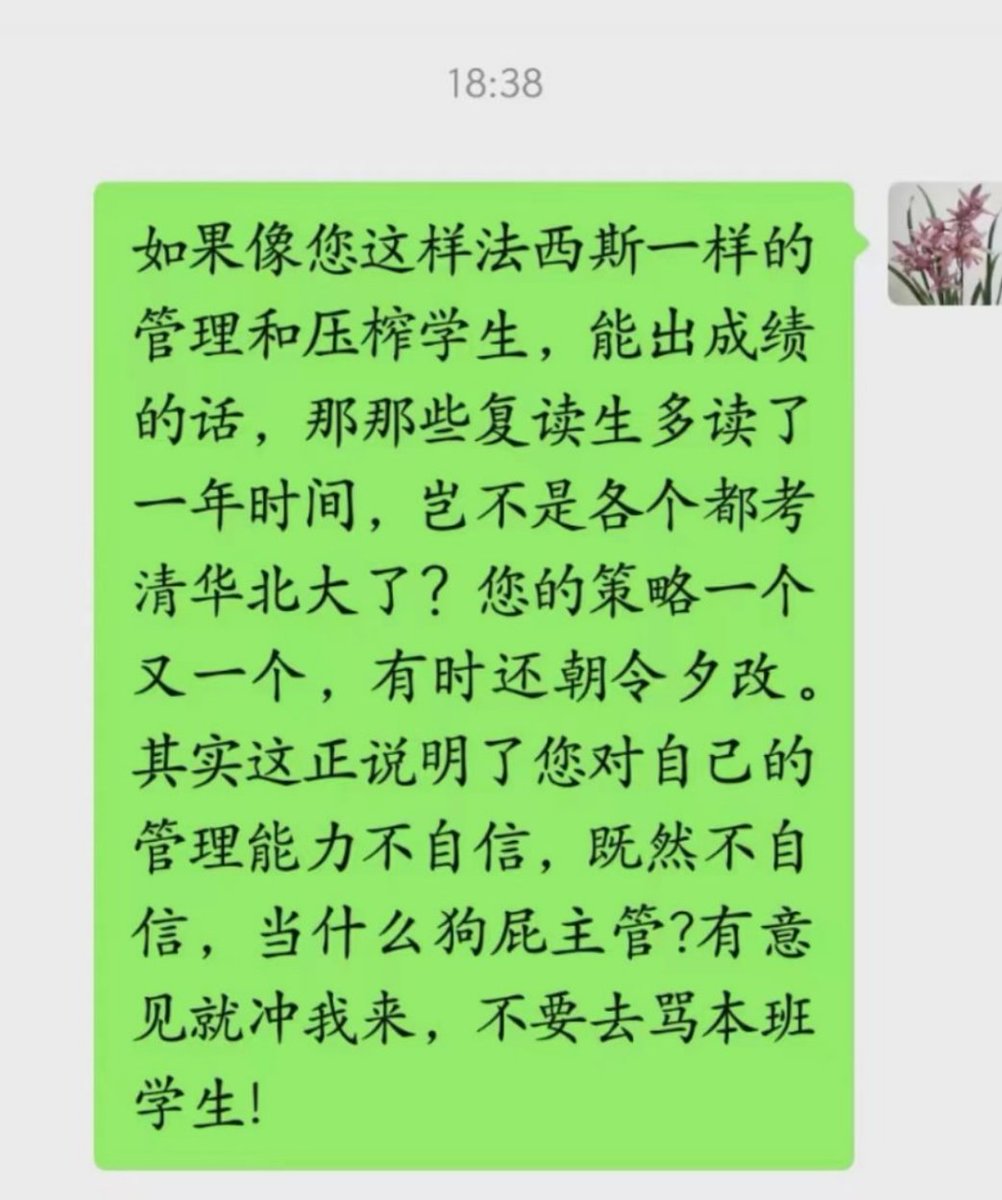 18:38
如果像您这样法西斯一样的
管理和压榨学生，能出成绩
的话，那那些复读生多读了
一年时间，岂不是各个都考
清华北大了？您的策略一个
又一个，有时还朝令夕改。
其实这正说明了您对自己的
管理能力不自信，既然不自
信，当什么狗屁主管?有意
见就冲我来，不要去骂本班
学生!